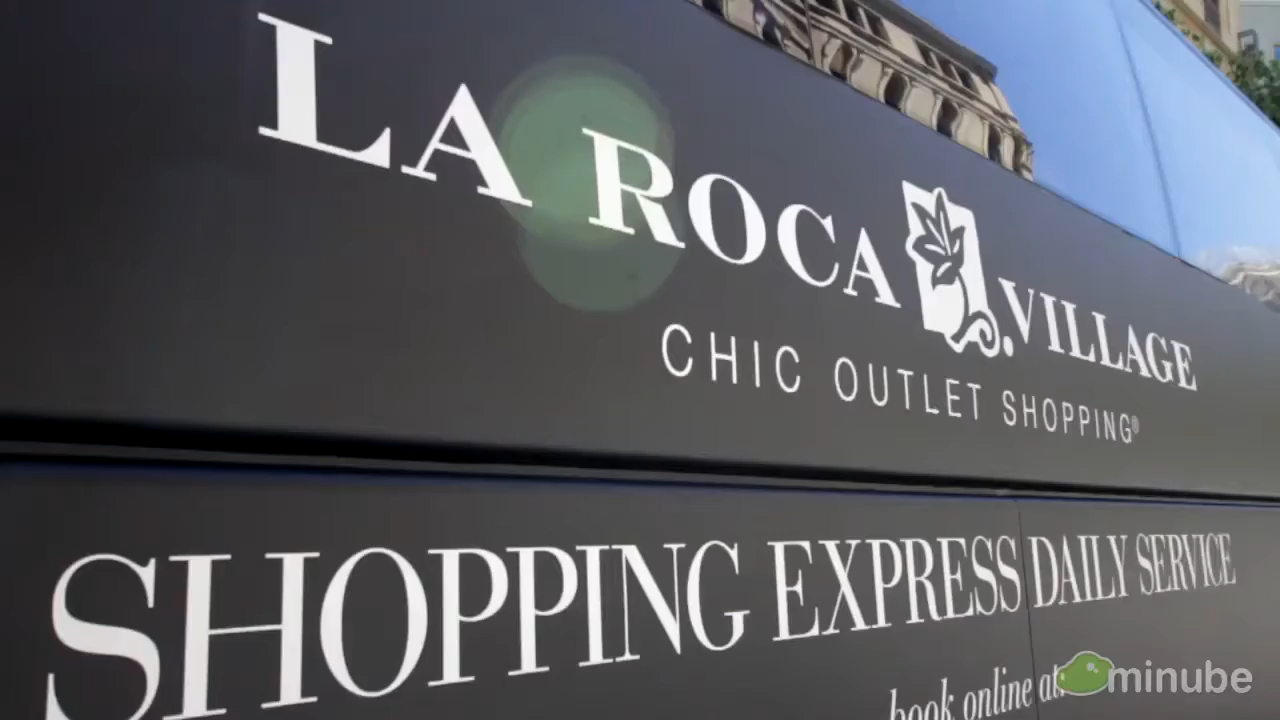 LA ROCA VILLAGE
CHIC OUTLET SHOPPING®
SHOPPING EXPRESS DAILY SERVICE
book online at
minube